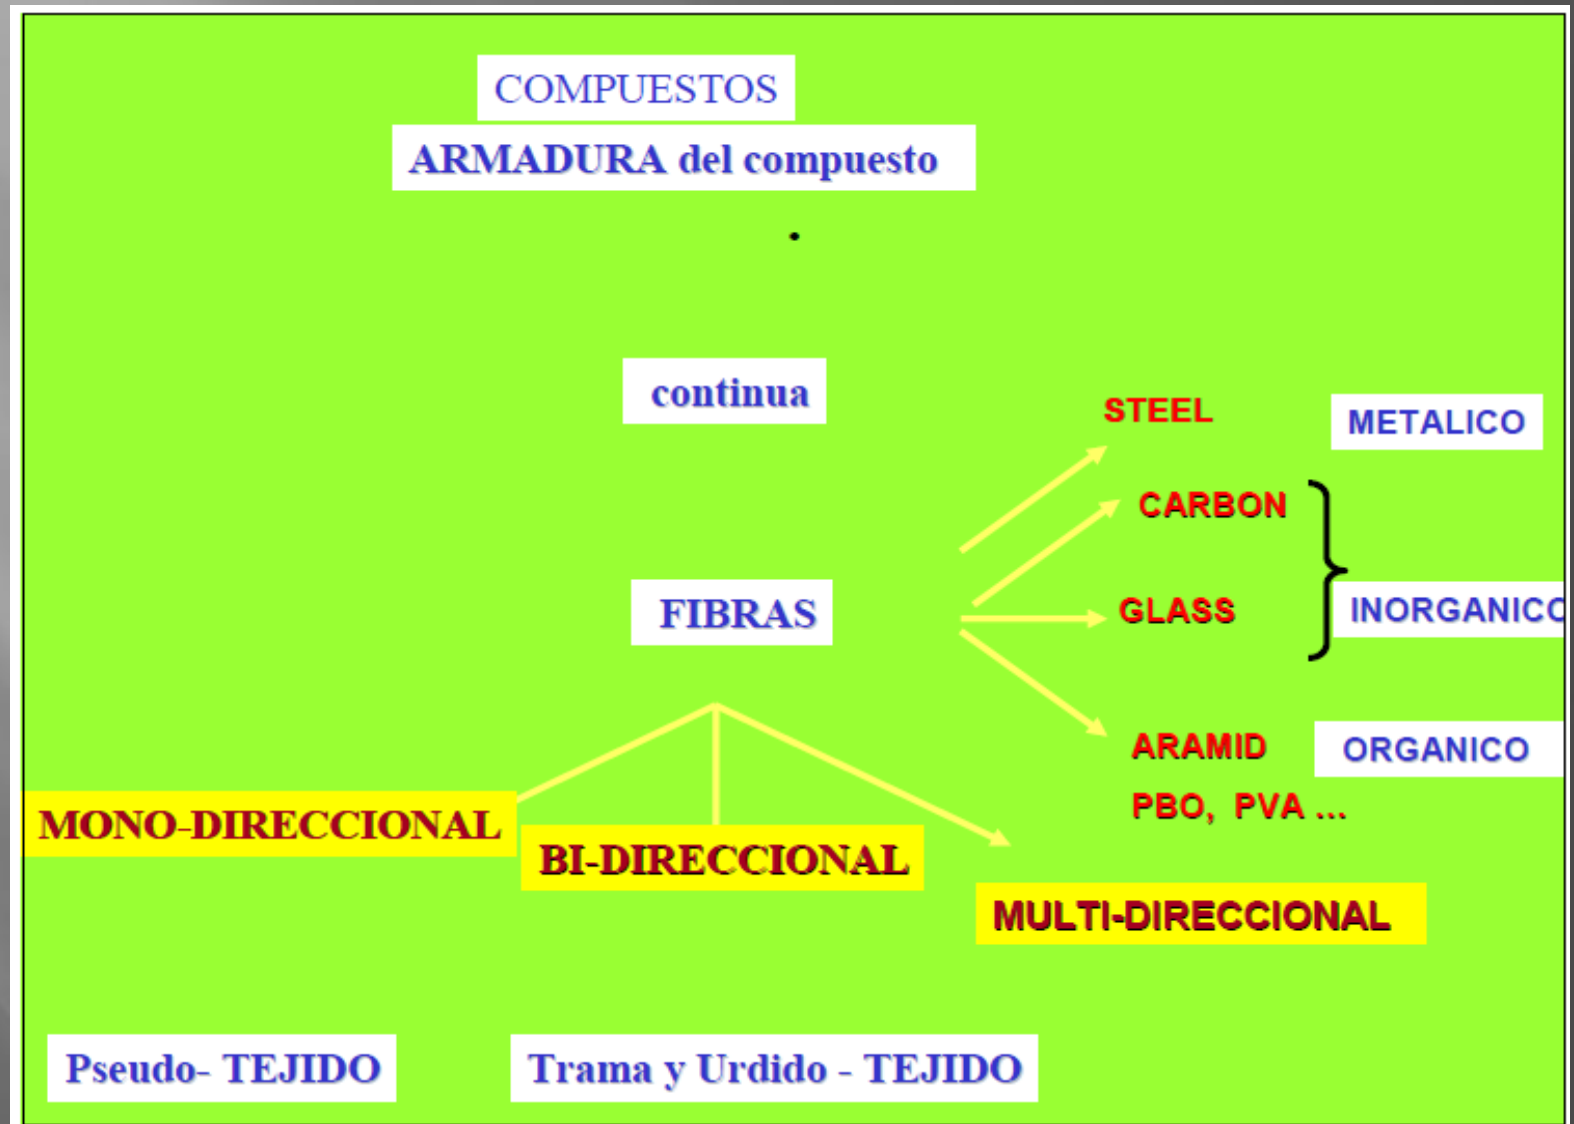 COMPUESTOS
ARMADURA del compuesto
continua
STEEL
METALICO
CARBON
FIBRAS
GLASS
INORGANICO
ARAMID
ORGANICO
PBO, PVA ...
MONO-DIRECCIONAL
BI-DIRECCIONAL
MULTI-DIRECCIONAL
Pseudo- TEJIDO
Trama y Urdido - TEJIDO